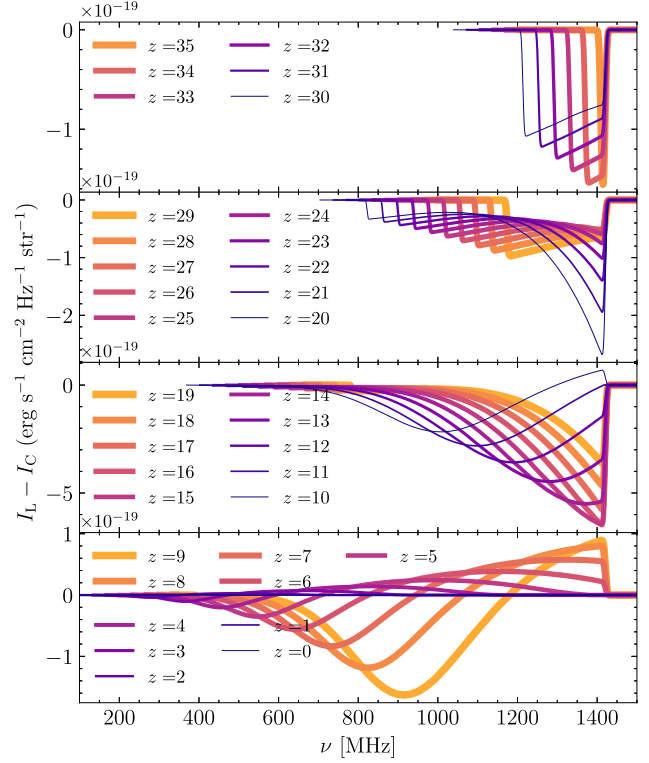 0
−1
z = 35
z = 34
z = 33
z = 32
z = 31
z = 30
×10⁻¹⁹
0
−1
−2
z = 29
z = 28
z = 27
z = 26
z = 25
z = 24
z = 23
z = 22
z = 21
z = 20
×10⁻¹⁹
0
−5
z = 19
z = 18
z = 17
z = 16
z = 15
z = 14
z = 13
z = 12
z = 11
z = 10
×10⁻¹⁹
1
0
−1
z = 9
z = 8
z = 7
z = 6
z = 5
z = 4
z = 3
z = 2
z = 1
z = 0
×10⁻¹⁹
200 400 600 800 1000 1200 1400
ν [MHz]
I_L − I_C (erg s⁻¹ cm⁻² Hz⁻¹ str⁻¹)